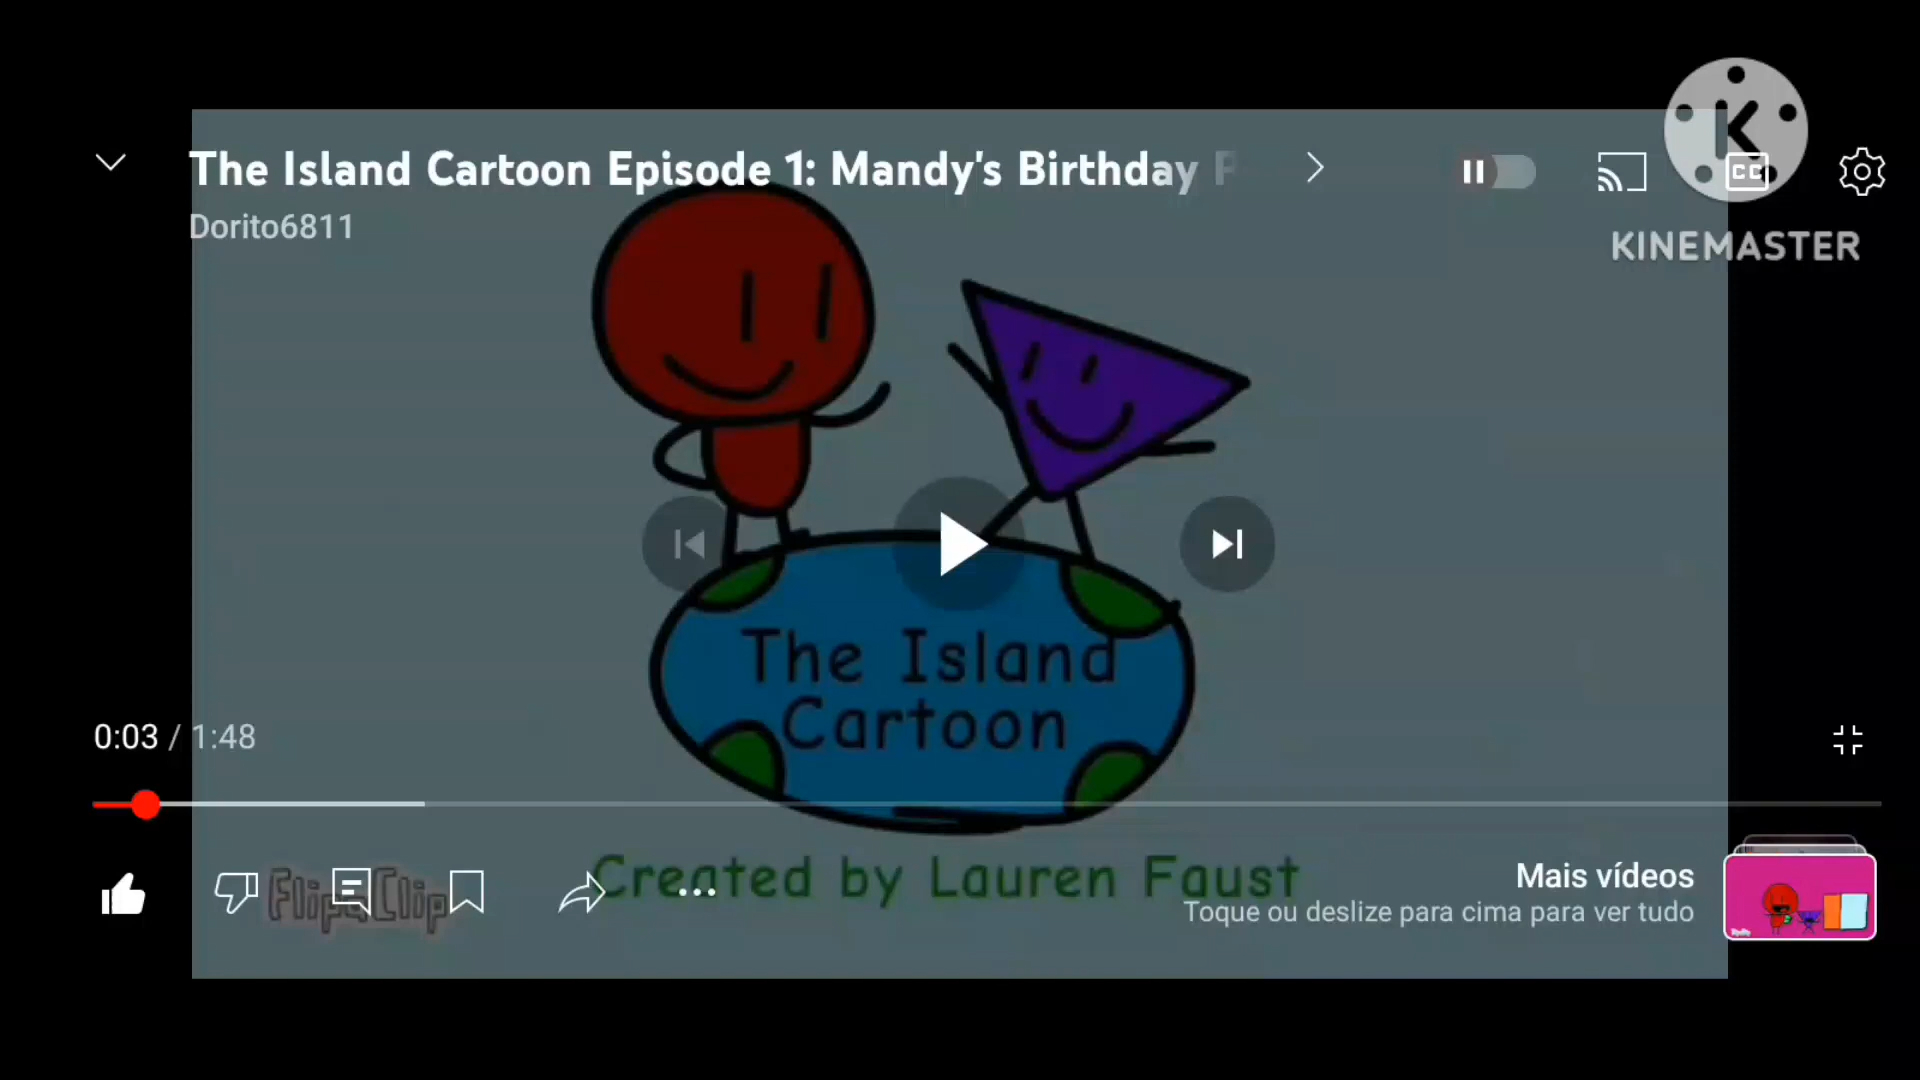 The Island Cartoon Episode 1: Mandy's Birthday
Dorito6811
CC
K
KINEMASTER
The Island
Cartoon
0:03 / 1:48
Created by Lauren Faust
FlipaClip
Mais vídeos
Toque ou deslize para cima para ver tudo